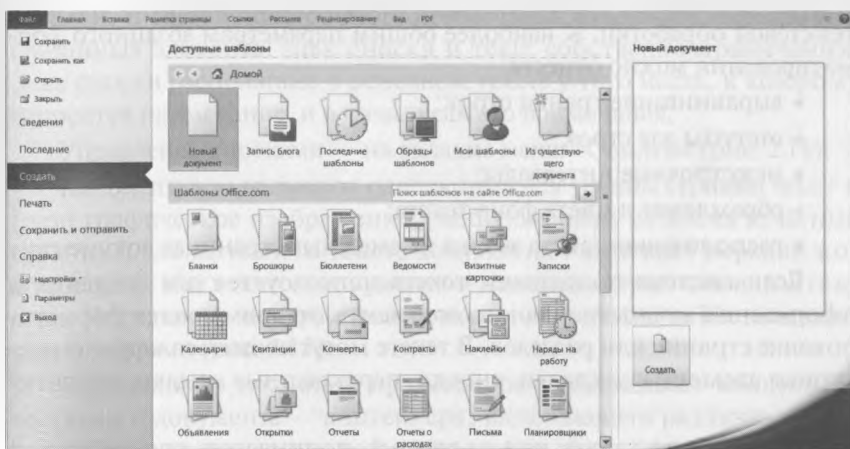 Файл Главная Вставка Разметка страницы Ссылки Рассылки Рецензирование Вид PDF
Сохранить
Сохранить как
Открыть
Закрыть
Сведения
Последние
Создать
Печать
Сохранить и отправить
Справка
Настройки
Параметры
Выход
Доступные шаблоны
Домой
Новый документ
Запись блога
Последние шаблоны
Образцы шаблонов
Мои шаблоны
Из существую-
щего
документа
Шаблоны Office.com
Поиск шаблонов на сайте Office.com
Бланки
Брошюры
Бюллетени
Ведомости
Визитные карточки
Записки
Календари
Квитанции
Конверты
Контракты
Наклейки
Наряды на работу
Объявления
Открытки
Отчеты
Отчеты о расходах
Письма
Планировщики
Новый документ
Создать